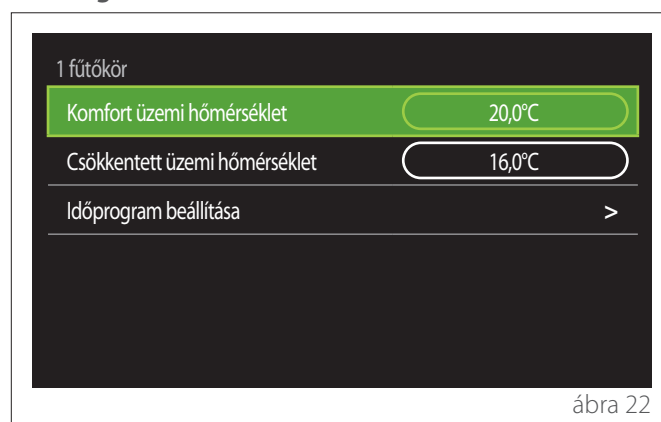 1 fűtőkör
Komfort üzemi hőmérséklet 20,0°C
Csökkentett üzemi hőmérséklet 16,0°C
Időprogram beállítása >
ábra 22